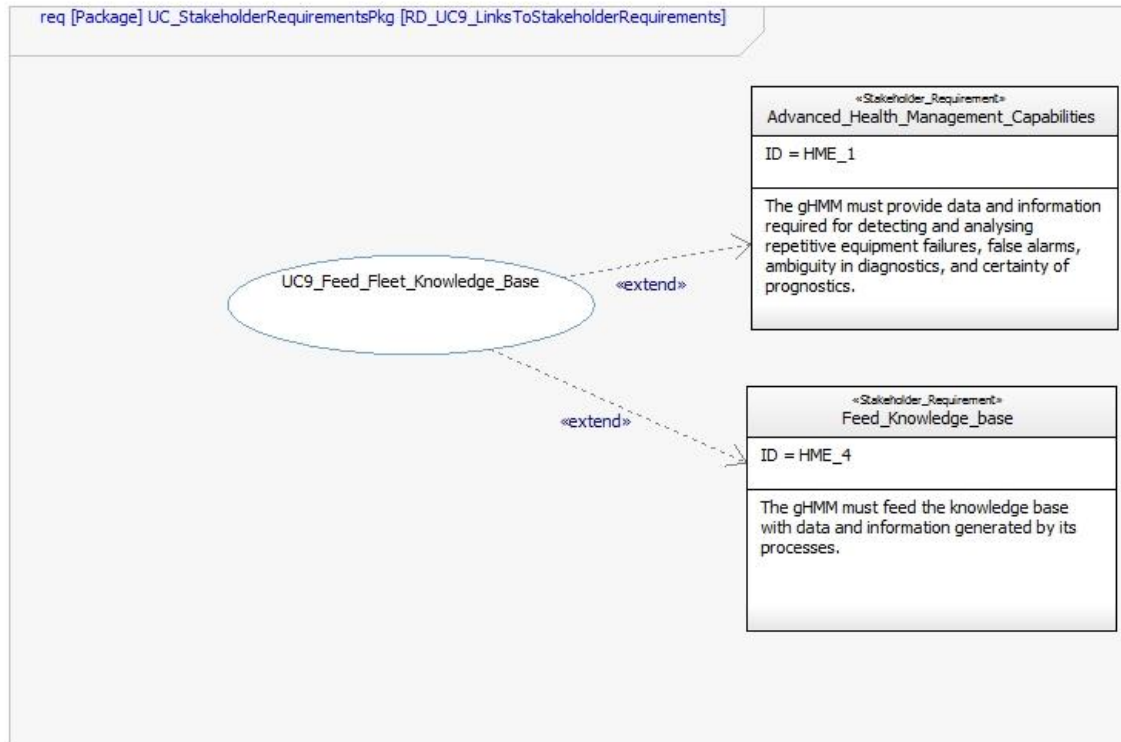 req [Package] UC_StakeholderRequirementsPkg [RD_UC9_LinksToStakeholderRequirements]
«Stakeholder_Requirement»
Advanced_Health_Management_Capabilities
ID = HME_1
The gHMM must provide data and information
required for detecting and analysing
repetitive equipment failures, false alarms,
ambiguity in diagnostics, and certainty of
prognostics.
UC9_Feed_Fleet_Knowledge_Base
«extend»
«extend»
«Stakeholder_Requirement»
Feed_Knowledge_base
ID = HME_4
The gHMM must feed the knowledge base
with data and information generated by its
processes.